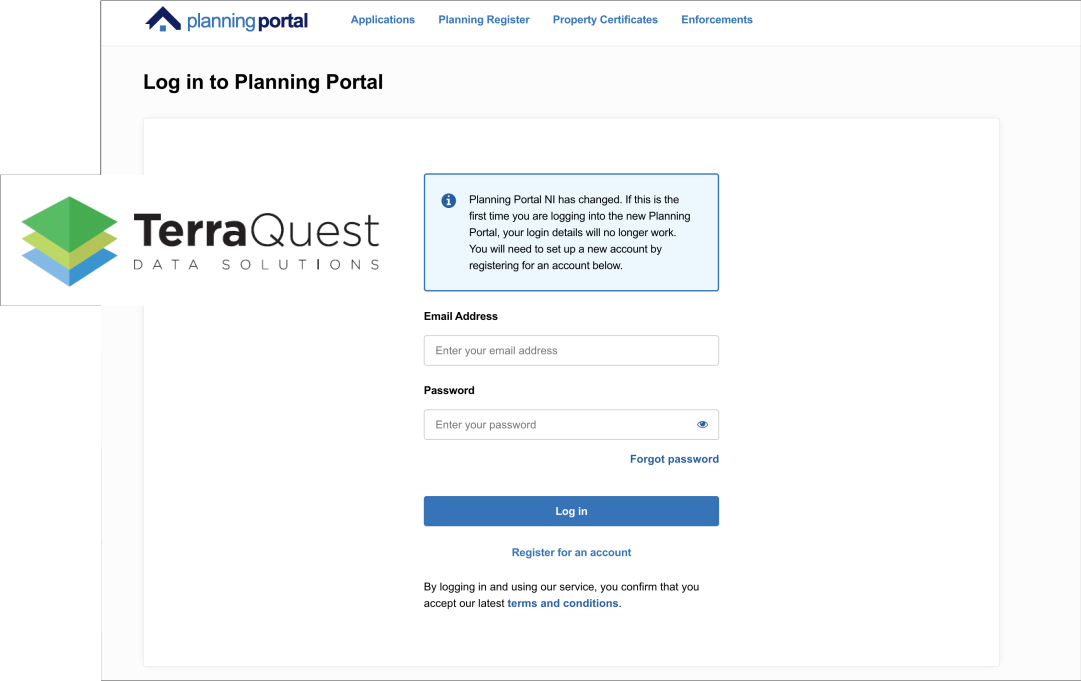 planningportal
Applications
Planning Register
Property Certificates
Enforcements
Log in to Planning Portal
TerraQuest
DATA SOLUTIONS
Planning Portal NI has changed. If this is the
first time you are logging into the new Planning
Portal, your login details will no longer work.
You will need to set up a new account by
registering for an account below.
Email Address
Enter your email address
Password
Enter your password
Forgot password
Log in
Register for an account
By logging in and using our service, you confirm that you
accept our latest terms and conditions.